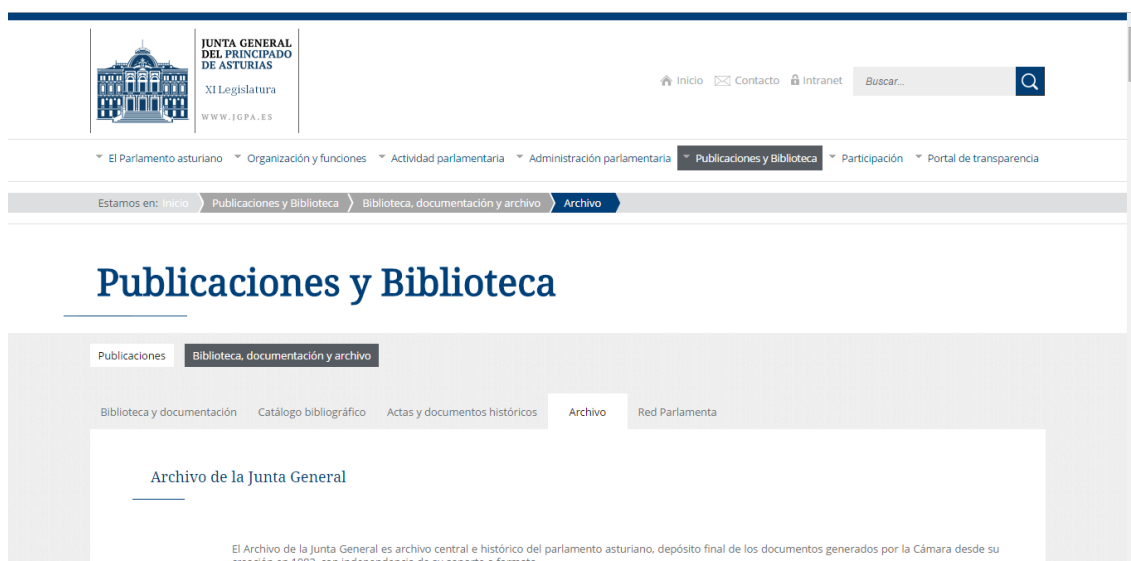 JUNTA GENERAL
DEL PRINCIPADO
DE ASTURIAS
XI Legislatura
WWW.JGPA.ES
Inicio Contacto Intranet Buscar...
El Parlamento asturiano Organización y funciones Actividad parlamentaria Administración parlamentaria Publicaciones y Biblioteca Participación Portal de transparencia
Estamos en: Inicio Publicaciones y Biblioteca Biblioteca, documentación y archivo Archivo
Publicaciones y Biblioteca
Publicaciones Biblioteca, documentación y archivo
Biblioteca y documentación Catálogo bibliográfico Actas y documentos históricos Archivo Red Parlamenta
Archivo de la Junta General
El Archivo de la Junta General es archivo central e histórico del parlamento asturiano, depósito final de los documentos generados por la Cámara desde su